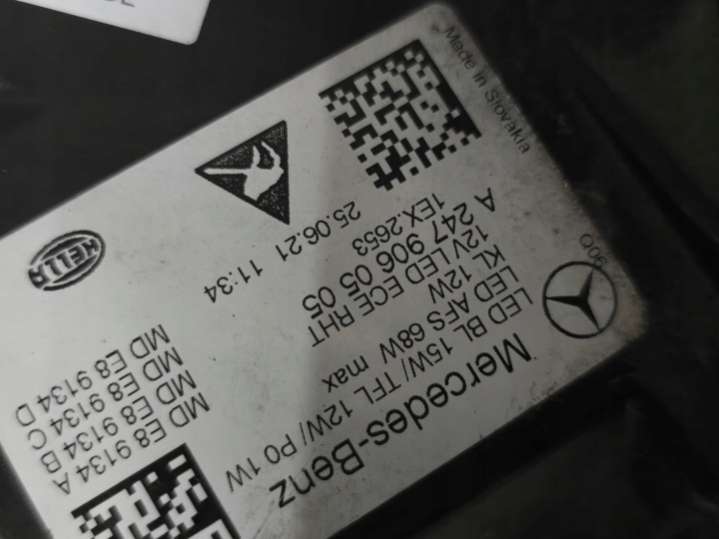 Mercedes-Benz
LED BL 15W/TFL 12W/ PO 1W
LED AFS 68W max
KL 12W
12V LED ECE RHT
A 247 906 05 05
1EX.2653
25.06.21 11:34
Made in Slovakia
Q06
HELLA
MD E8 9134 A
MD E8 9134 B
MD E8 9134 C
MD E8 9134 D